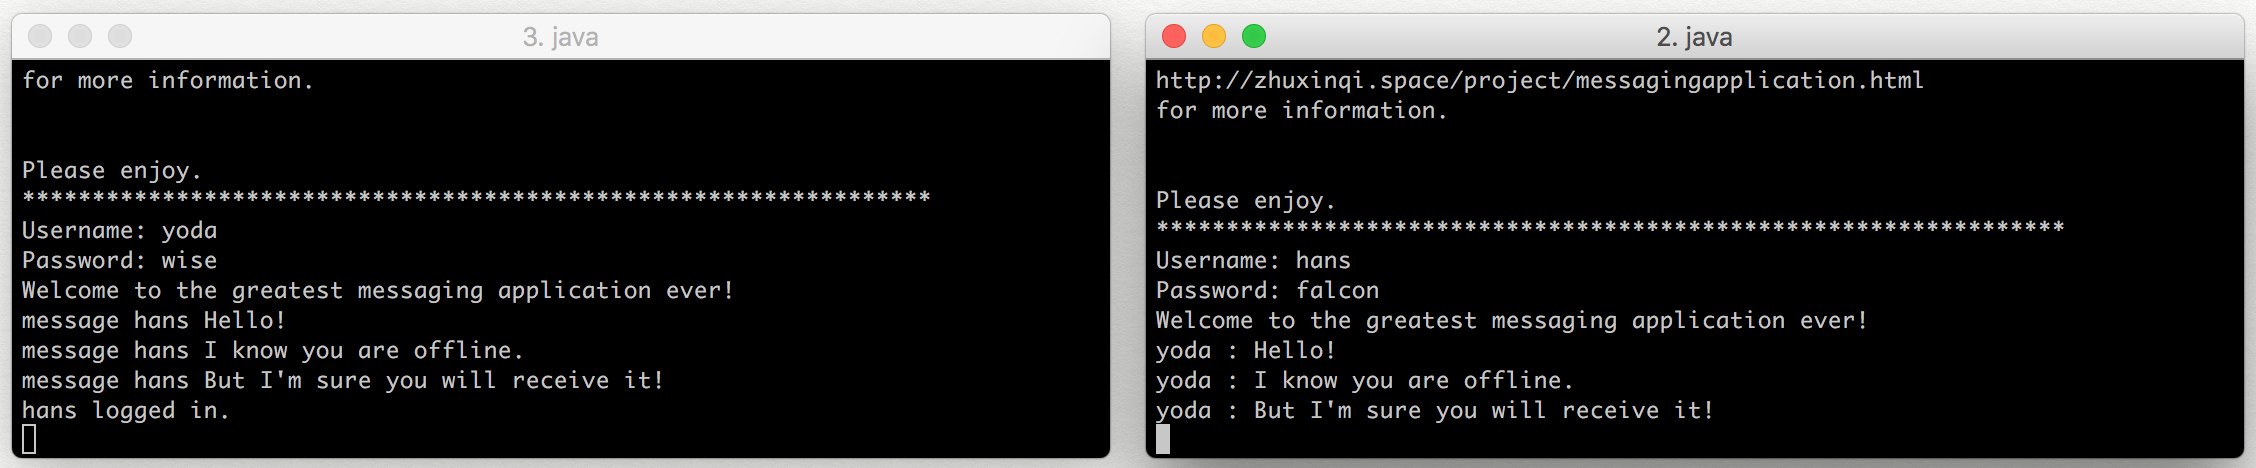 3. java
for more information.
Please enjoy.
*****************************************************************
Username: yoda
Password: wise
Welcome to the greatest messaging application ever!
message hans Hello!
message hans I know you are offline.
message hans But I'm sure you will receive it!
hans logged in.
2. java
http://zhuxinqi.space/project/messagingapplication.html
for more information.
Please enjoy.
*****************************************************************
Username: hans
Password: falcon
Welcome to the greatest messaging application ever!
yoda : Hello!
yoda : I know you are offline.
yoda : But I'm sure you will receive it!